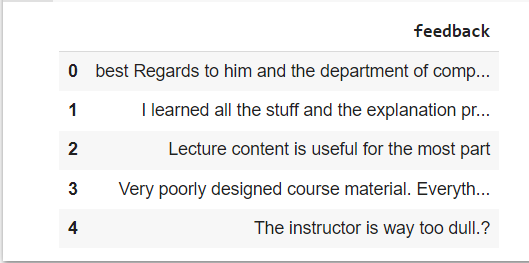 feedback
0 best Regards to him and the department of comp...
1 I learned all the stuff and the explanation pr...
2 Lecture content is useful for the most part
3 Very poorly designed course material. Everyth...
4 The instructor is way too dull.?